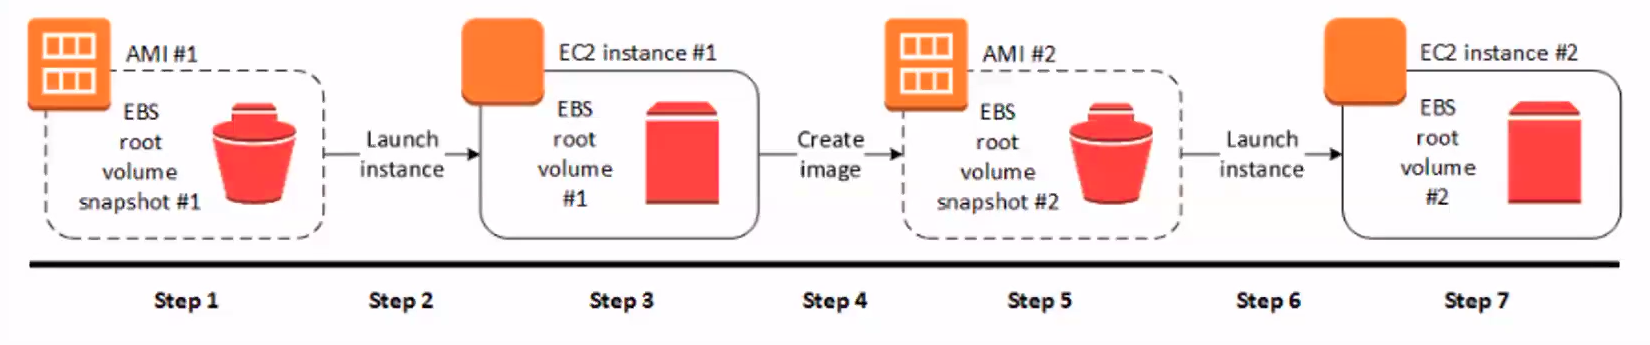 AMI #1
EBS
root
volume
snapshot #1
Launch
instance
EC2 instance #1
EBS
root
volume
#1
Create
image
AMI #2
EBS
root
volume
snapshot #2
Launch
instance
EC2 instance #2
EBS
root
volume
#2
Step 1
Step 2
Step 3
Step 4
Step 5
Step 6
Step 7